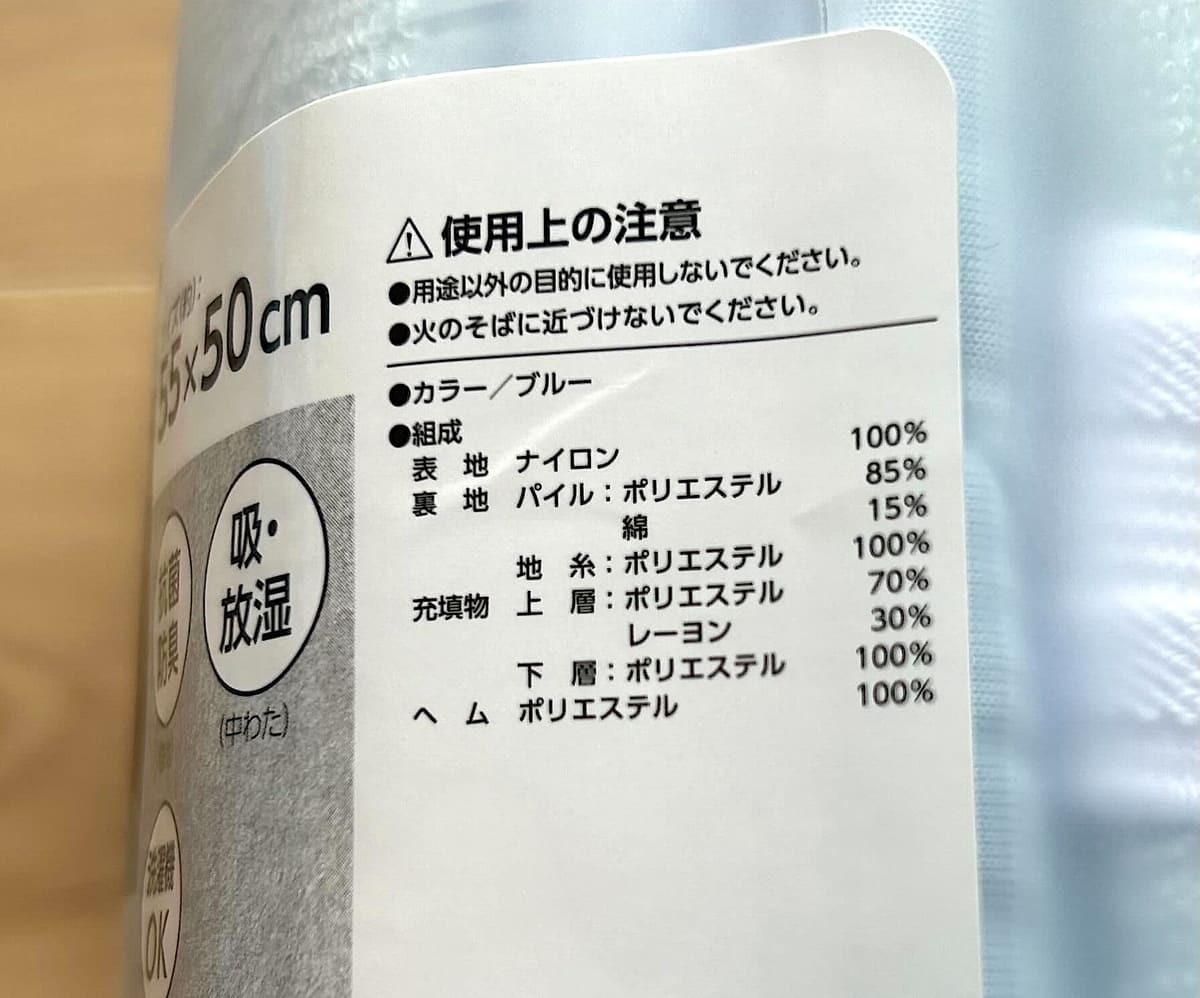 55×50cm
抗菌
防臭
吸・
放湿
(中わた)
洗濯機
OK
⚠使用上の注意
●用途以外の目的に使用しないでください。
●火のそばに近づけないでください。
●カラー/ブルー
●組成
表 地 ナイロン 100%
裏 地 パイル:ポリエステル 85%
綿 15%
地 糸:ポリエステル 100%
充填物 上 層:ポリエステル 70%
レーヨン 30%
下 層:ポリエステル 100%
ヘ ム ポリエステル 100%